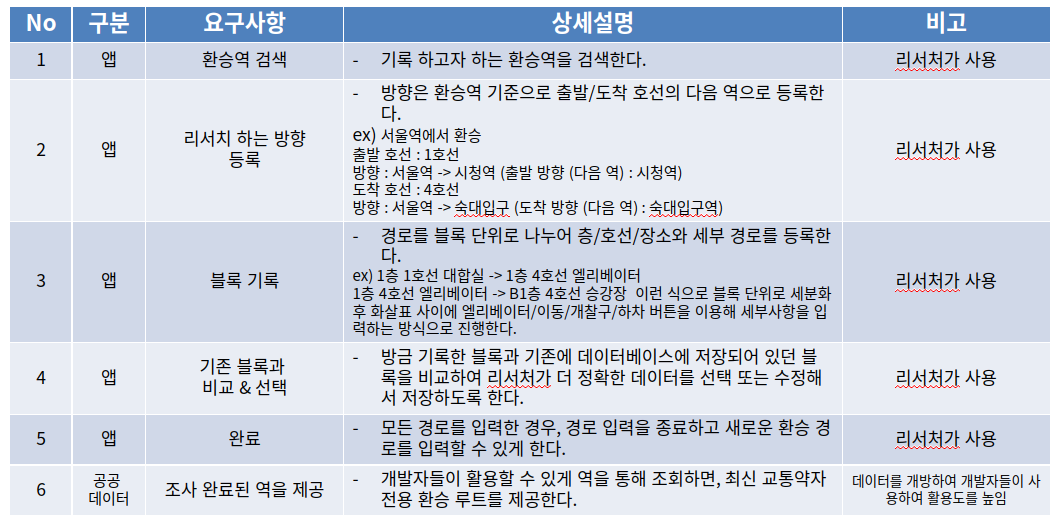 No 구분 요구사항 상세설명 비고
1 앱 환승역 검색 - 기록 하고자 하는 환승역을 검색한다. 리서처가 사용
2 앱 리서치 하는 방향
등록
- 방향은 환승역 기준으로 출발/도착 호선의 다음 역으로 등록한
다.
ex) 서울역에서 환승
출발 호선 : 1호선
방향 : 서울역 -> 시청역 (출발 방향 (다음 역) : 시청역)
도착 호선 : 4호선
방향 : 서울역 -> 숙대입구 (도착 방향 (다음 역) : 숙대입구역)
리서처가 사용
3 앱 블록 기록
- 경로를 블록 단위로 나누어 층/호선/장소와 세부 경로를 등록한
다.
ex) 1층 1호선 대합실 -> 1층 4호선 엘리베이터
1층 4호선 엘리베이터 -> B1층 4호선 승강장 이런 식으로 블록 단위로 세분화
후 화살표 사이에 엘리베이터/이동/개찰구/하차 버튼을 이용해 세부사항을 입
력하는 방식으로 진행한다.
리서처가 사용
4 앱 기존 블록과
비교 & 선택
- 방금 기록한 블록과 기존에 데이터베이스에 저장되어 있던 블
록을 비교하여 리서처가 더 정확한 데이터를 선택 또는 수정해
서 저장하도록 한다.
리서처가 사용
5 앱 완료
- 모든 경로를 입력한 경우, 경로 입력을 종료하고 새로운 환승 경
로를 입력할 수 있게 한다.
리서처가 사용
6 공공
데이터
조사 완료된 역을 제공
- 개발자들이 활용할 수 있게 역을 통해 조회하면, 최신 교통약자
전용 환승 루트를 제공한다.
데이터를 개방하여 개발자들이 사
용하여 활용도를 높임